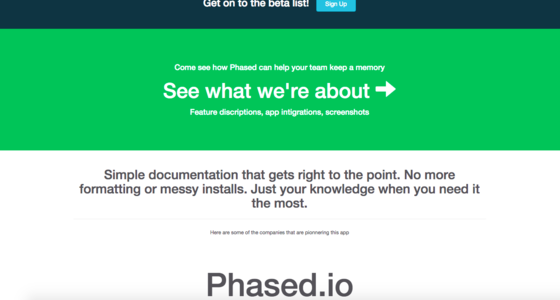 Get on to the beta list! Sign Up
Come see how Phased can help your team keep a memory
See what we're about
Feature discriptions, app intigrations, screenshots
Simple documentation that gets right to the point. No more
formatting or messy installs. Just your knowledge when you need it
the most.
Here are some of the companies that are pionnering this app
Phased.io